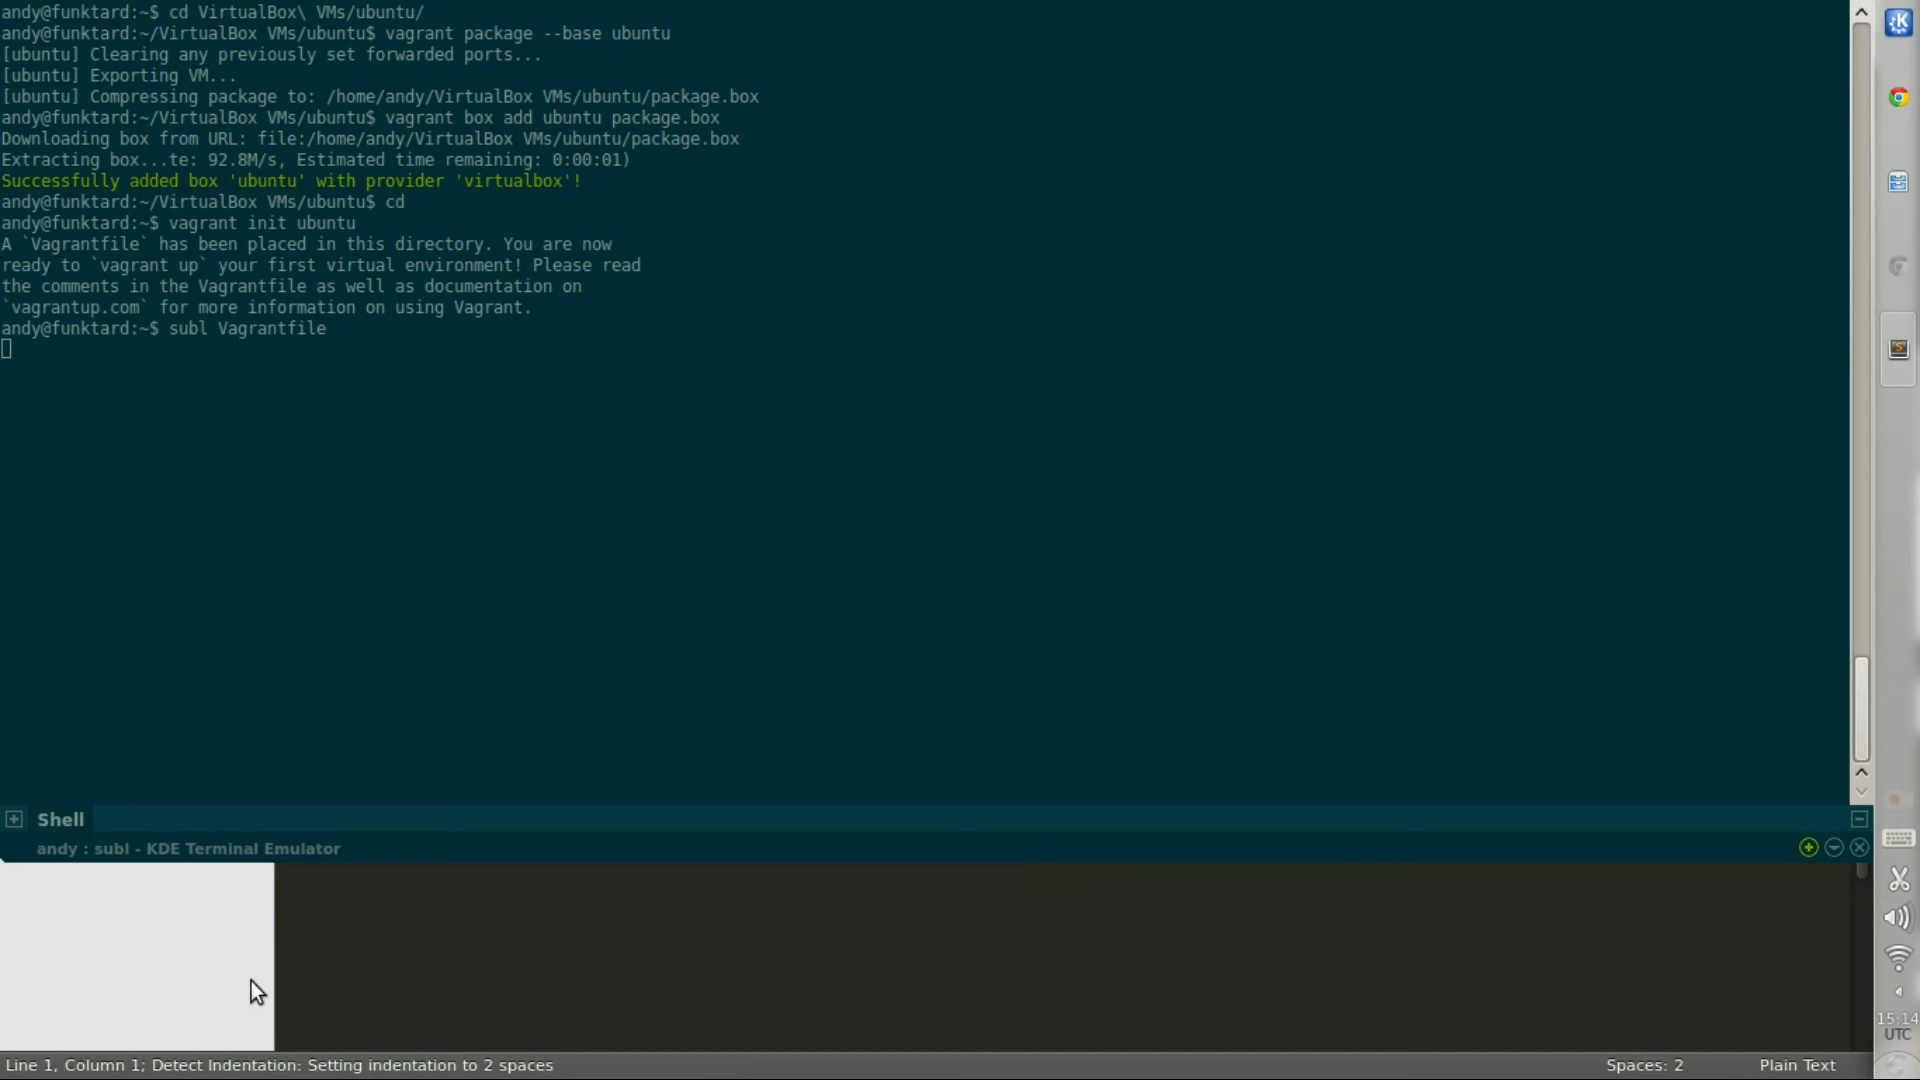 andy@funktard:~$ cd VirtualBox\ VMs/ubuntu/
andy@funktard:~/VirtualBox VMs/ubuntu$ vagrant package --base ubuntu
[ubuntu] Clearing any previously set forwarded ports...
[ubuntu] Exporting VM...
[ubuntu] Compressing package to: /home/andy/VirtualBox VMs/ubuntu/package.box
andy@funktard:~/VirtualBox VMs/ubuntu$ vagrant box add ubuntu package.box
Downloading box from URL: file:/home/andy/VirtualBox VMs/ubuntu/package.box
Extracting box...te: 92.8M/s, Estimated time remaining: 0:00:01)
Successfully added box 'ubuntu' with provider 'virtualbox'!
andy@funktard:~/VirtualBox VMs/ubuntu$ cd
andy@funktard:~$ vagrant init ubuntu
A `Vagrantfile` has been placed in this directory. You are now
ready to `vagrant up` your first virtual environment! Please read
the comments in the Vagrantfile as well as documentation on
`vagrantup.com` for more information on using Vagrant.
andy@funktard:~$ subl Vagrantfile
Shell
andy : subl - KDE Terminal Emulator
15:14
UTC
Line 1, Column 1; Detect Indentation: Setting indentation to 2 spaces
Spaces: 2
Plain Text